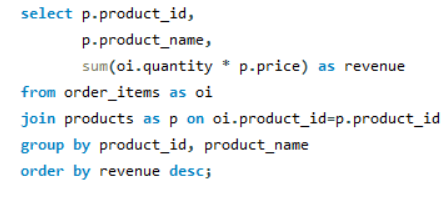 select p.product_id,
p.product_name,
sum(oi.quantity * p.price) as revenue
from order_items as oi
join products as p on oi.product_id=p.product_id
group by product_id, product_name
order by revenue desc;